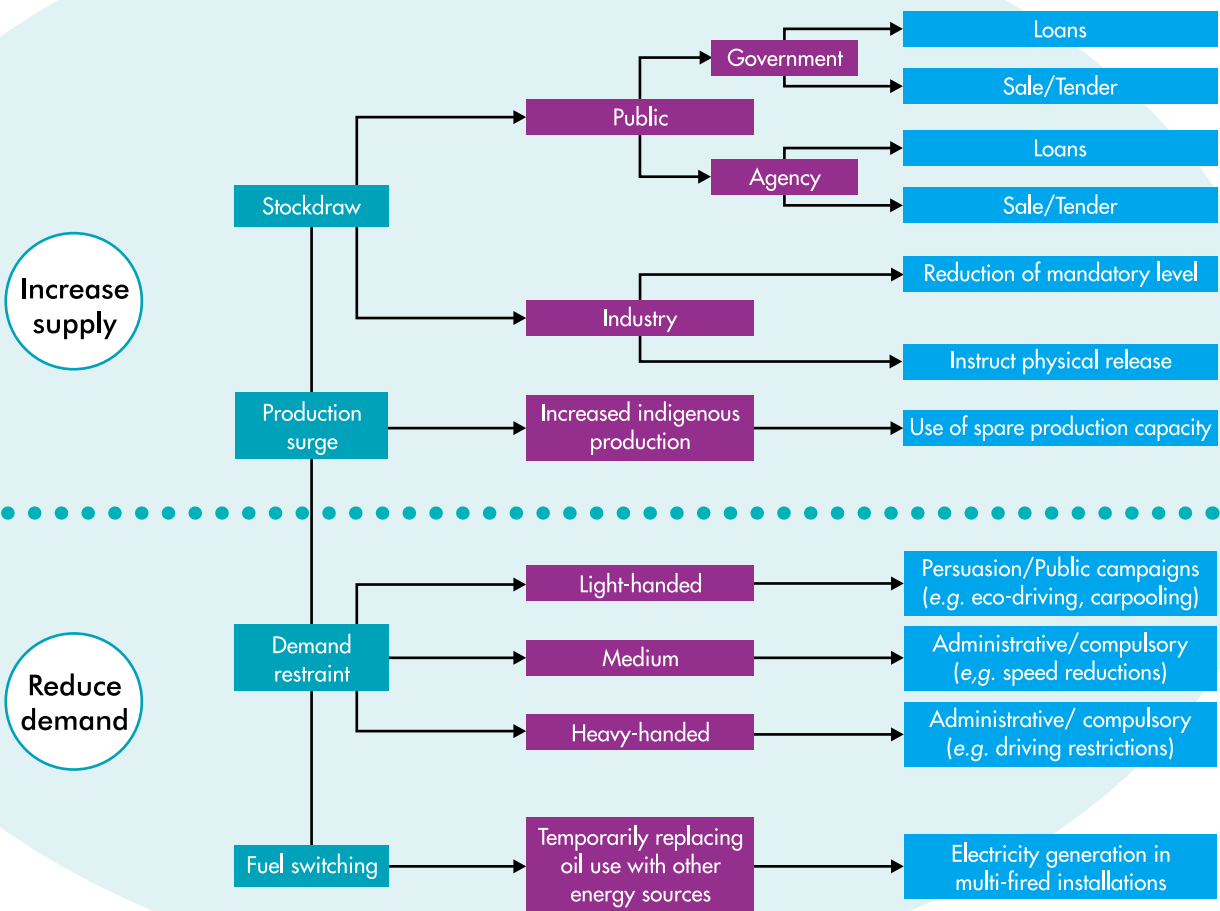 Increase
supply
Stockdraw
Public
Government
Loans
Sale/Tender
Agency
Loans
Sale/Tender
Industry
Reduction of mandatory level
Instruct physical release
Production
surge
Increased indigenous
production
Use of spare production capacity
Reduce
demand
Demand
restraint
Light-handed
Persuasion/Public campaigns
(e.g. eco-driving, carpooling)
Medium
Administrative/compulsory
(e,g. speed reductions)
Heavy-handed
Administrative/ compulsory
(e.g. driving restrictions)
Fuel switching
Temporarily replacing
oil use with other
energy sources
Electricity generation in
multi-fired installations